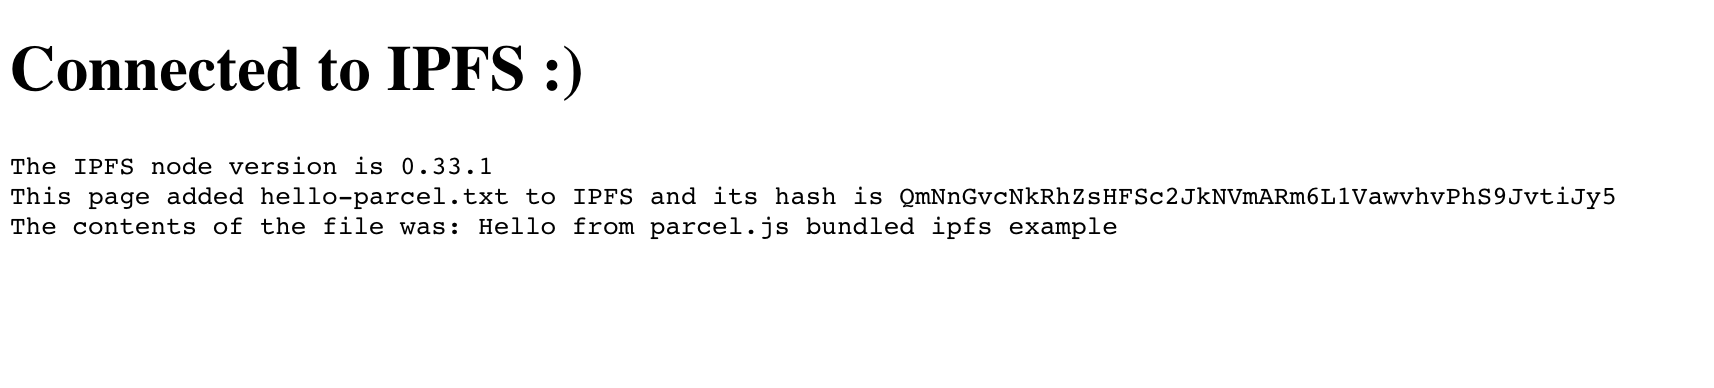 Connected to IPFS :)
The IPFS node version is 0.33.1
This page added hello-parcel.txt to IPFS and its hash is QmNnGvcNkRhZsHFSc2JkNVmARm6L1VawvhvPhS9JvtiJy5
The contents of the file was: Hello from parcel.js bundled ipfs example